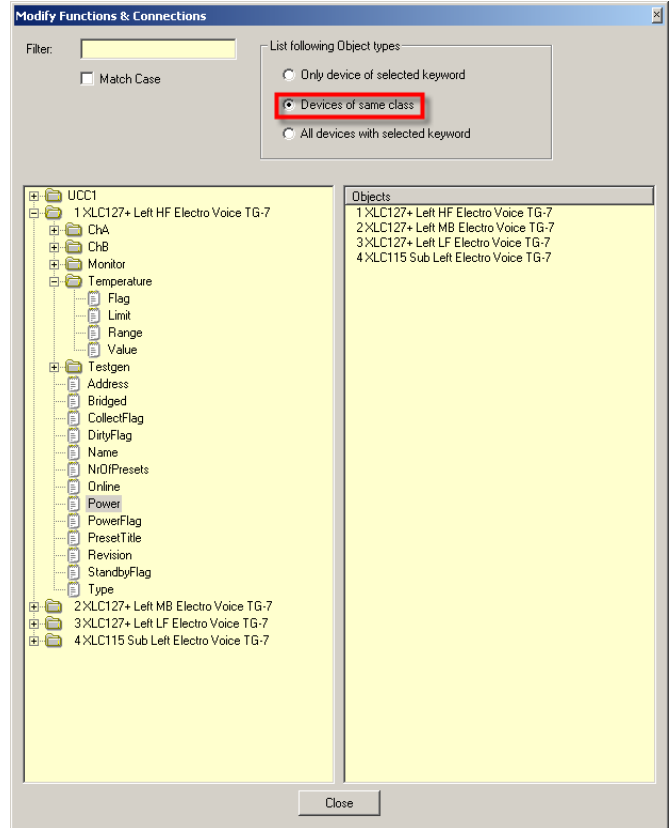 Modify Functions & Connections
Filter:
Match Case
List following Object types
Only device of selected keyword
Devices of same class
All devices with selected keyword
UCC1
1 XLC127+ Left HF Electro Voice TG-7
ChA
ChB
Monitor
Temperature
Flag
Limit
Range
Value
Testgen
Address
Bridged
CollectFlag
DirtyFlag
Name
NrOfPresets
Online
Power
PowerFlag
PresetTitle
Revision
StandbyFlag
Type
2 XLC127+ Left MB Electro Voice TG-7
3 XLC127+ Left LF Electro Voice TG-7
4 XLC115 Sub Left Electro Voice TG-7
Objects
1 XLC127+ Left HF Electro Voice TG-7
2 XLC127+ Left MB Electro Voice TG-7
3 XLC127+ Left LF Electro Voice TG-7
4 XLC115 Sub Left Electro Voice TG-7
Close